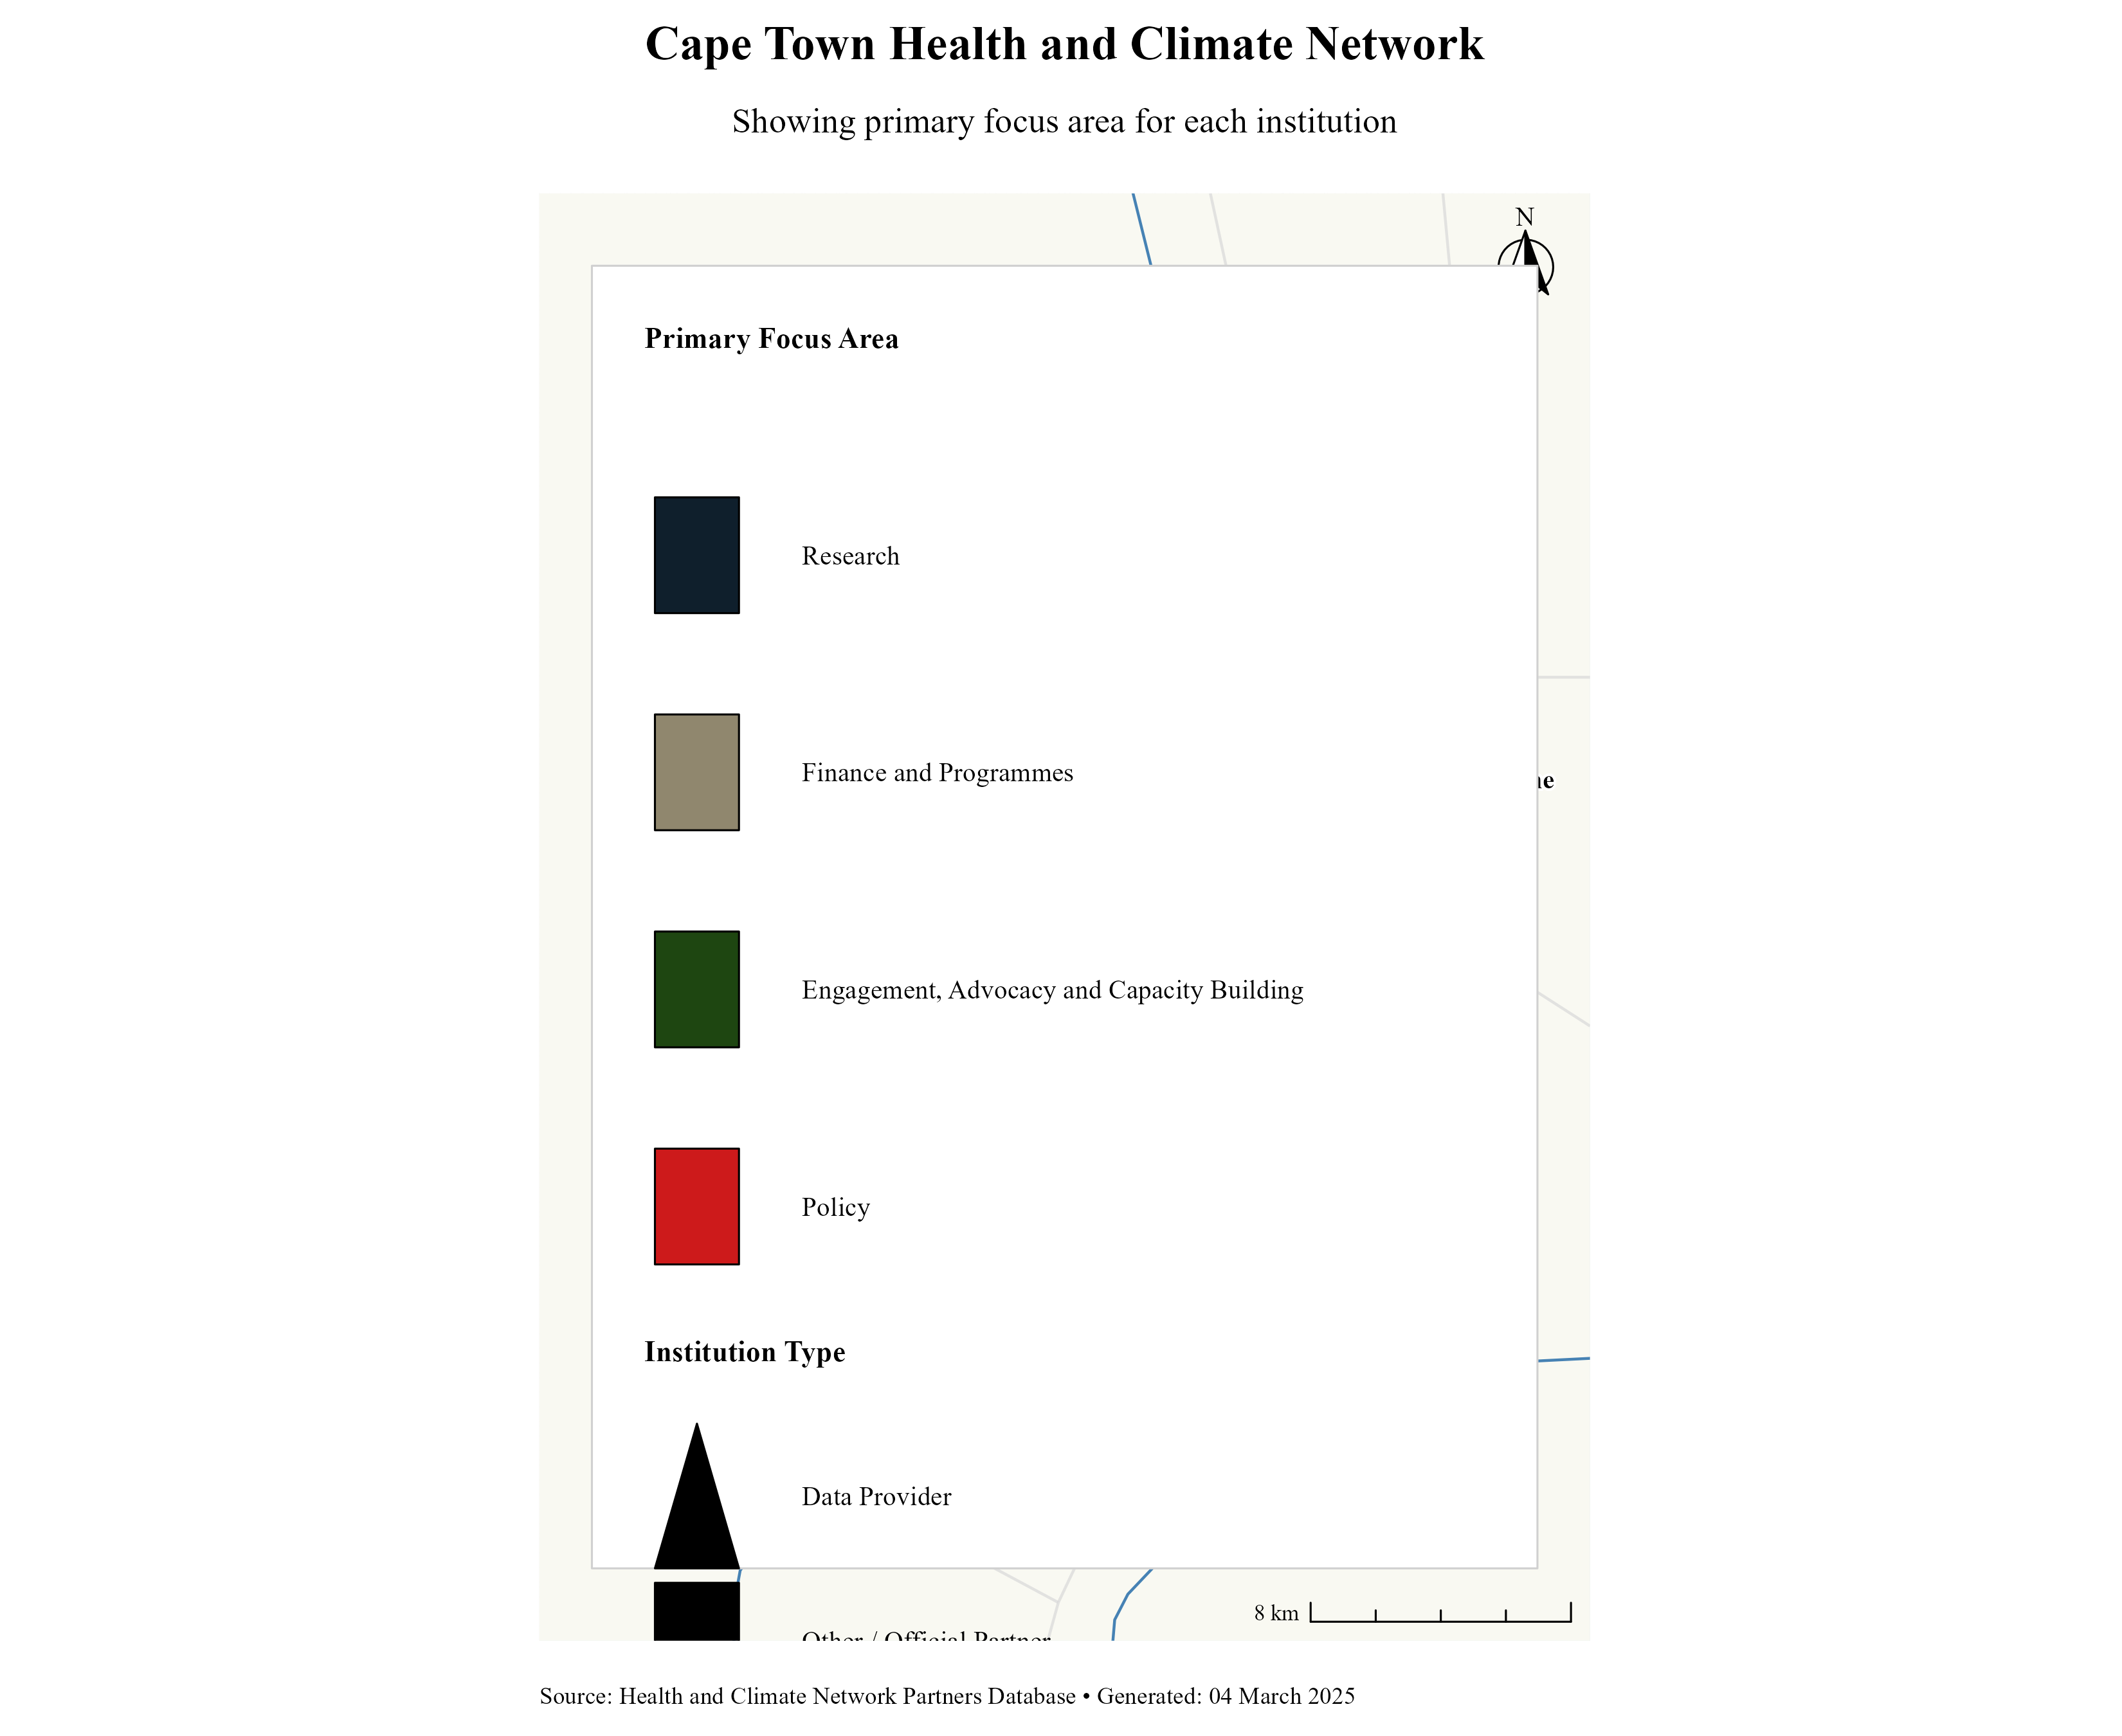 Cape Town Health and Climate Network
Showing primary focus area for each institution
N
Primary Focus Area
Research
Finance and Programmes
Engagement, Advocacy and Capacity Building
Policy
Institution Type
Data Provider
8 km
Other / Official Partner
Source: Health and Climate Network Partners Database • Generated: 04 March 2025